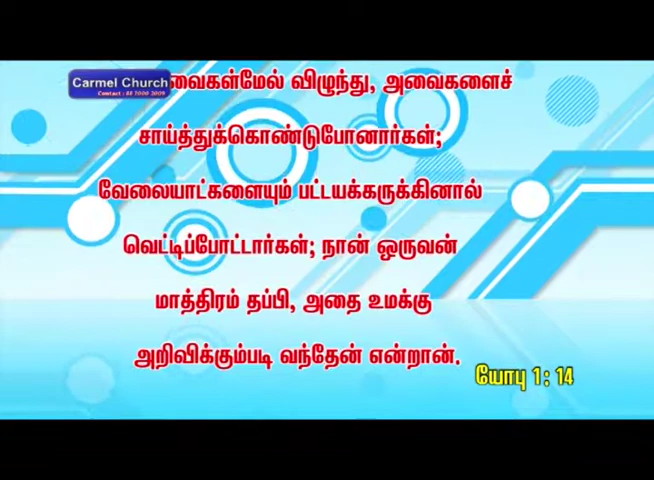 Carmel Church
வைகள்மேல் விழுந்து, அவைகளைச்
சாய்த்துக்கொண்டுபோனார்கள்;
வேலையாட்களையும் பட்டயக்கருக்கினால்
வெட்டிப்போட்டார்கள்; நான் ஒருவன்
மாத்திரம் தப்பி, அதை உமக்கு
அறிவிக்கும்படி வந்தேன் என்றான்.
யோபு 1: 14